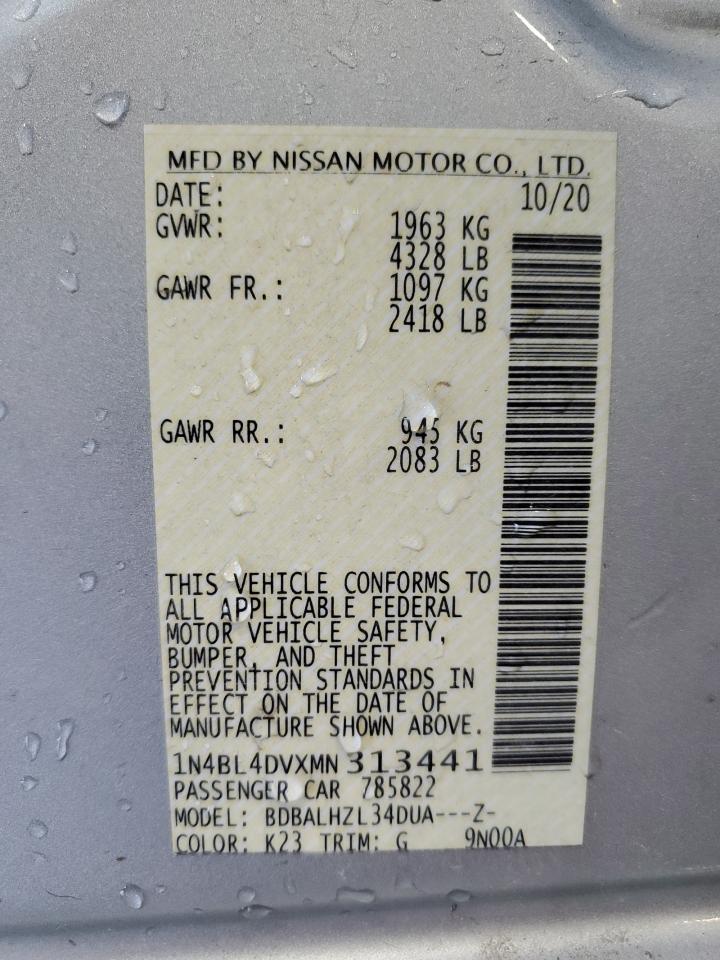 MFD BY NISSAN MOTOR CO., LTD.
DATE: 10/20
GVWR: 1963 KG
4328 LB
GAWR FR.: 1097 KG
2418 LB
GAWR RR.: 945 KG
2083 LB
THIS VEHICLE CONFORMS TO
ALL APPLICABLE FEDERAL
MOTOR VEHICLE SAFETY,
BUMPER, AND THEFT
PREVENTION STANDARDS IN
EFFECT ON THE DATE OF
MANUFACTURE SHOWN ABOVE.
1N4BL4DVXMN 313441
PASSENGER CAR 785822
MODEL: BDBALHZL34DUA---Z-
COLOR: K23 TRIM: G 9N00A